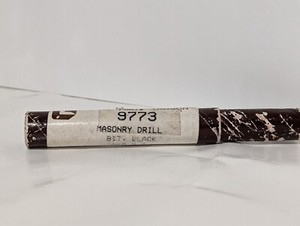 9773
MASONRY DRILL
BIT, BLACK